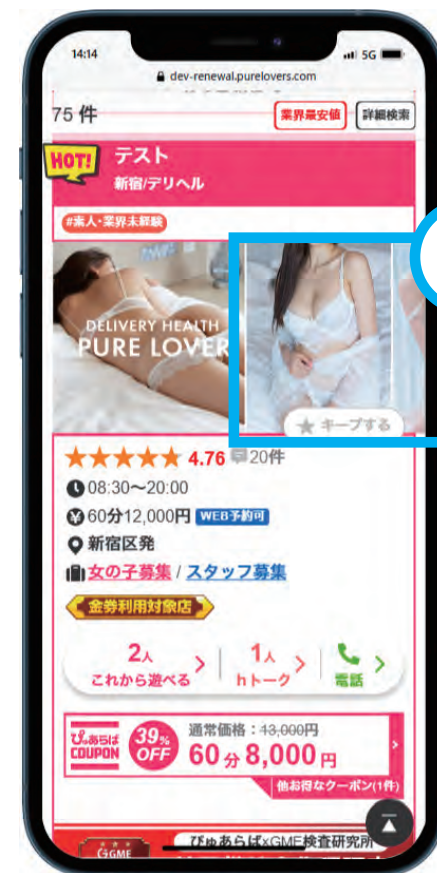 14:14
5G
dev-renewal.purelovers.com
75 件
業界最安値
詳細検索
HOT!
テスト
新宿/デリヘル
#素人・業界未経験
DELIVERY HEALTH
PURE LOVER
★ キープする
★★★★★ 4.76 20件
08:30〜20:00
60分12,000円 WEB予約可
新宿区発
女の子募集 / スタッフ募集
金券利用対象店
2人
これから遊べる
1人
hトーク
電話
ぴゅあらば
COUPON
39%
OFF
通常価格：13,000円
60分 8,000円
他お得なクーポン(1件)
GGME
ぴゅあらば×GME検査研究所